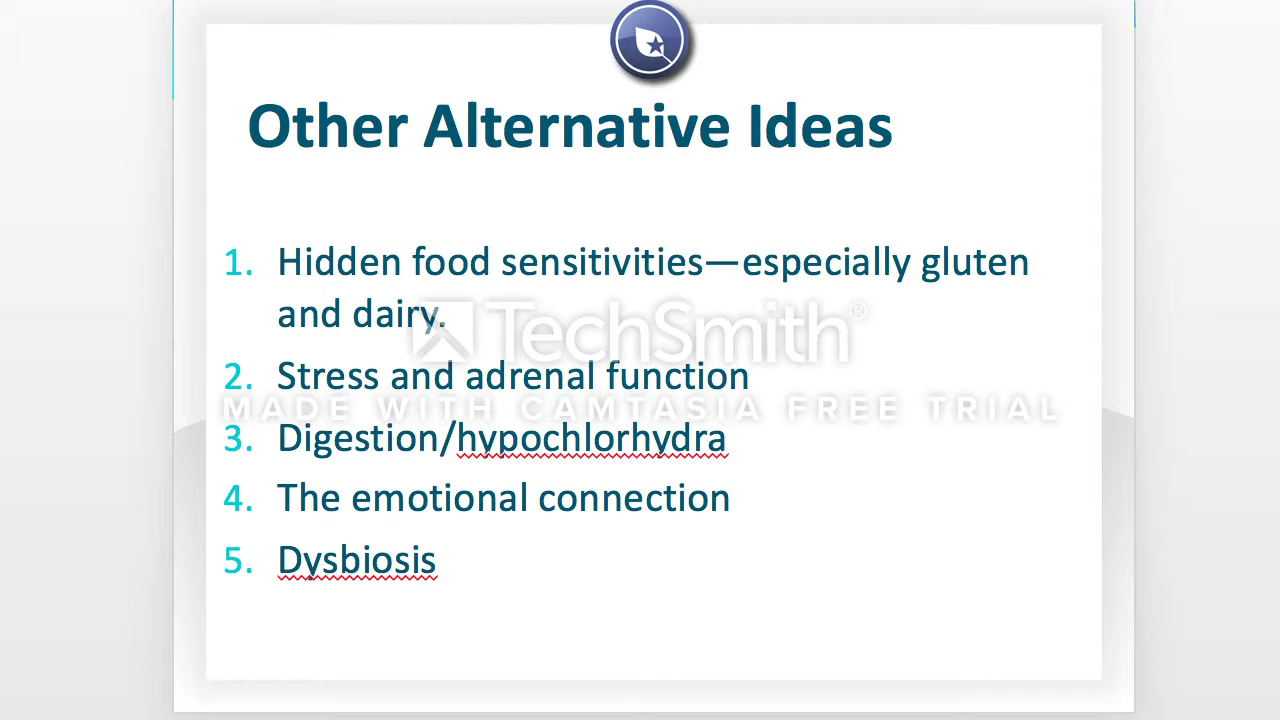 Other Alternative Ideas
1. Hidden food sensitivities—especially gluten
and dairy.
TechSmith®
2. Stress and adrenal function
MADE WITH CAMTASIA FREE TRIAL
3. Digestion/hypochlorhydra
4. The emotional connection
5. Dysbiosis